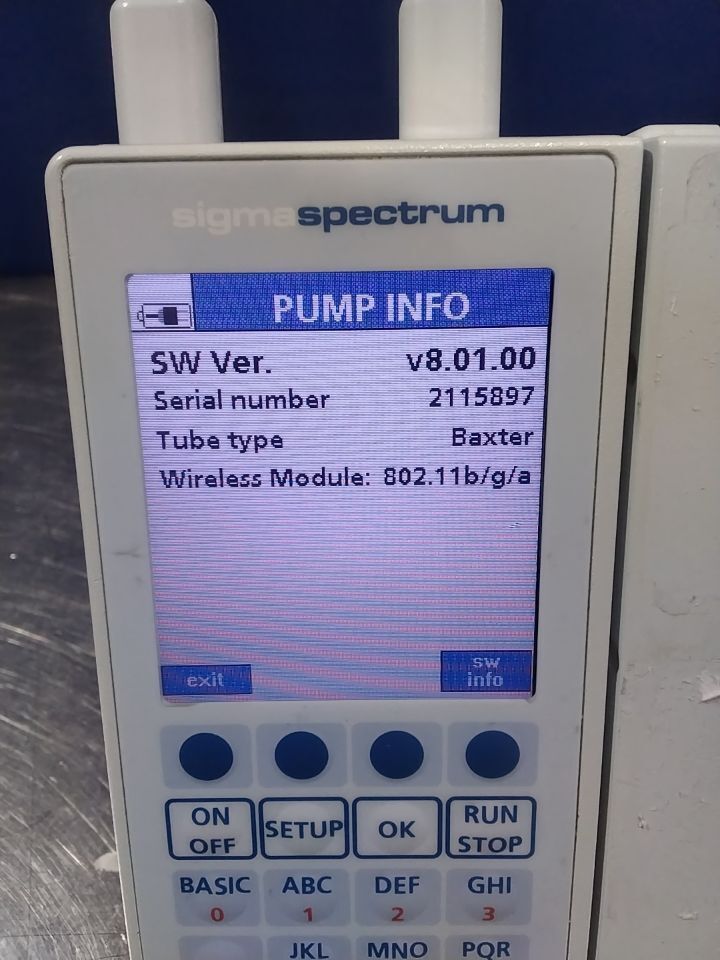 sigmaspectrum
PUMP INFO
SW Ver. v8.01.00
Serial number 2115897
Tube type Baxter
Wireless Module: 802.11b/g/a
exit
sw
info
ON
OFF
SETUP
OK
RUN
STOP
BASIC ABC DEF GHI
0 1 2 3
JKL MNO PQR